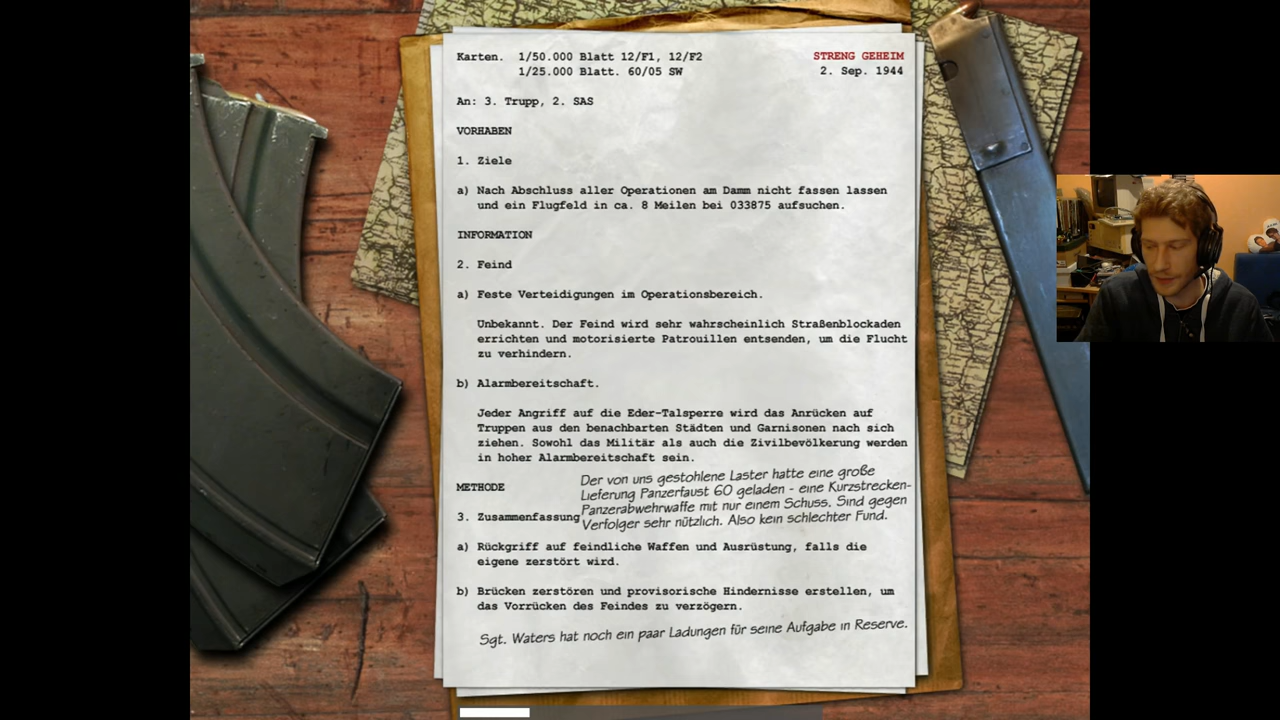 Karten. 1/50.000 Blatt 12/F1, 12/F2 STRENG GEHEIM
1/25.000 Blatt. 60/05 SW 2. Sep. 1944
An: 3. Trupp, 2. SAS
VORHABEN
1. Ziele
a) Nach Abschluss aller Operationen am Damm nicht fassen lassen
und ein Flugfeld in ca. 8 Meilen bei 033875 aufsuchen.
INFORMATION
2. Feind
a) Feste Verteidigungen im Operationsbereich.
Unbekannt. Der Feind wird sehr wahrscheinlich Straßenblockaden
errichten und motorisierte Patrouillen entsenden, um die Flucht
zu verhindern.
b) Alarmbereitschaft.
Jeder Angriff auf die Eder-Talsperre wird das Anrücken auf
Truppen aus den benachbarten Städten und Garnisonen nach sich
ziehen. Sowohl das Militär als auch die Zivilbevölkerung werden
in hoher Alarmbereitschaft sein.
Der von uns gestohlene Laster hatte eine große
Lieferung Panzerfaust 60 geladen - eine Kurzstrecken-
Panzerabwehrwaffe mit nur einem Schuss. Sind gegen
Verfolger sehr nützlich. Also kein schlechter Fund.
METHODE
3. Zusammenfassung
a) Rückgriff auf feindliche Waffen und Ausrüstung, falls die
eigene zerstört wird.
b) Brücken zerstören und provisorische Hindernisse erstellen, um
das Vorrücken des Feindes zu verzögern.
Sgt. Waters hat noch ein paar Ladungen für seine Aufgabe in Reserve.